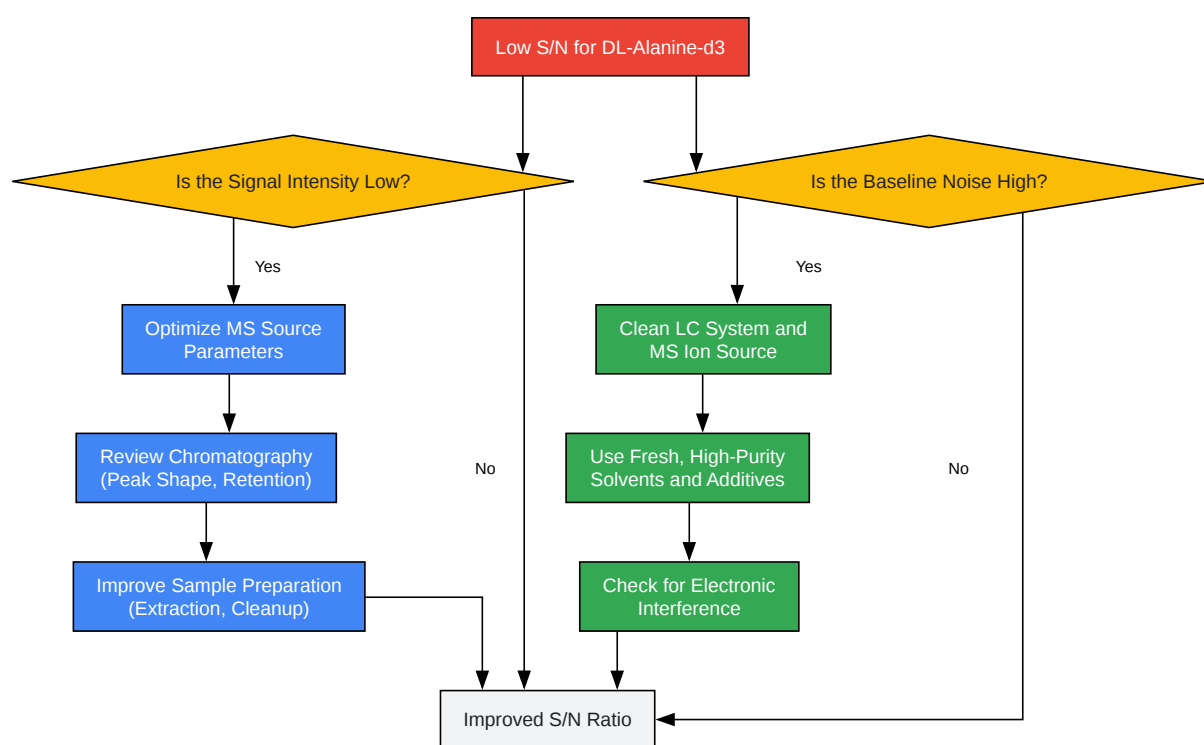 Low S/N for DL-Alanine-d3
Is the Signal Intensity Low?
Is the Baseline Noise High?
Yes
Yes
Optimize MS Source
Parameters
Clean LC System and
MS Ion Source
Review Chromatography
(Peak Shape, Retention)
No
Use Fresh, High-Purity
Solvents and Additives
No
Improve Sample Preparation
(Extraction, Cleanup)
Check for Electronic
Interference
Improved S/N Ratio